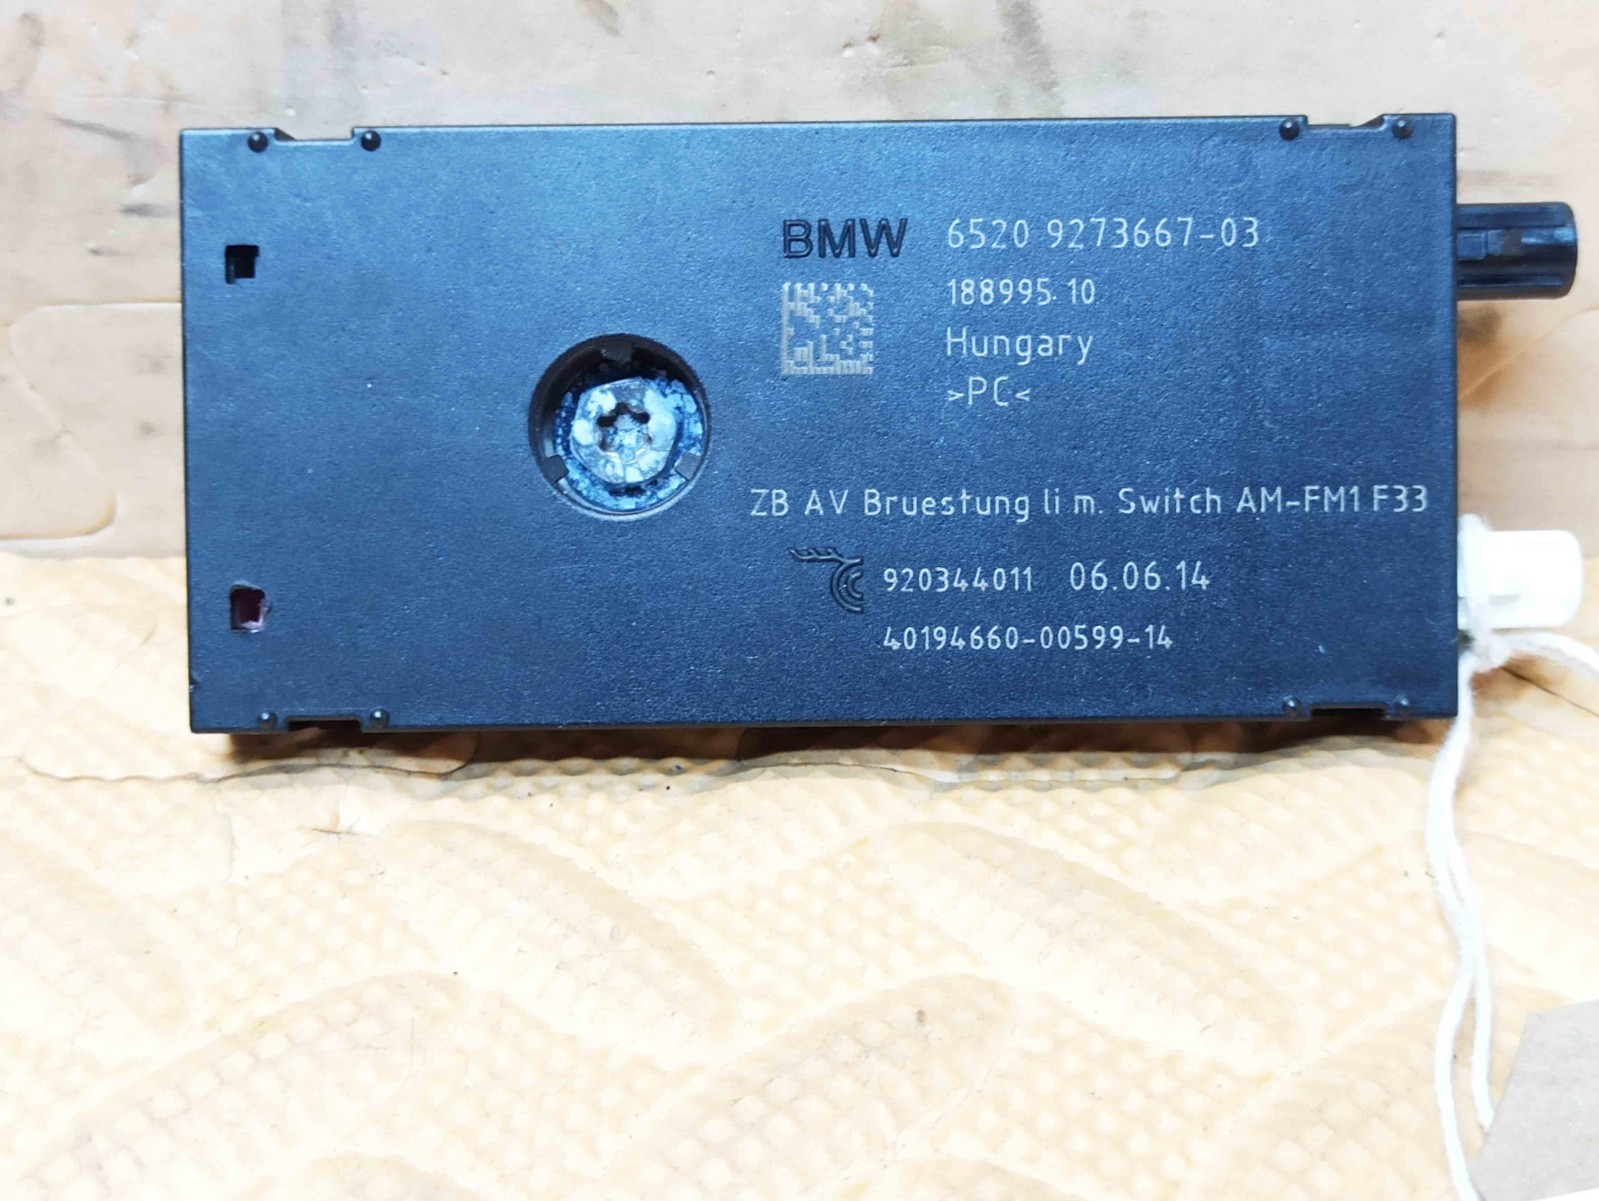 BMW 6520 9273667-03
188995.10
Hungary
>PC<
ZB AV Bruestung li m. Switch AM-FM1 F33
920344011 06.06.14
40194660-00599-14